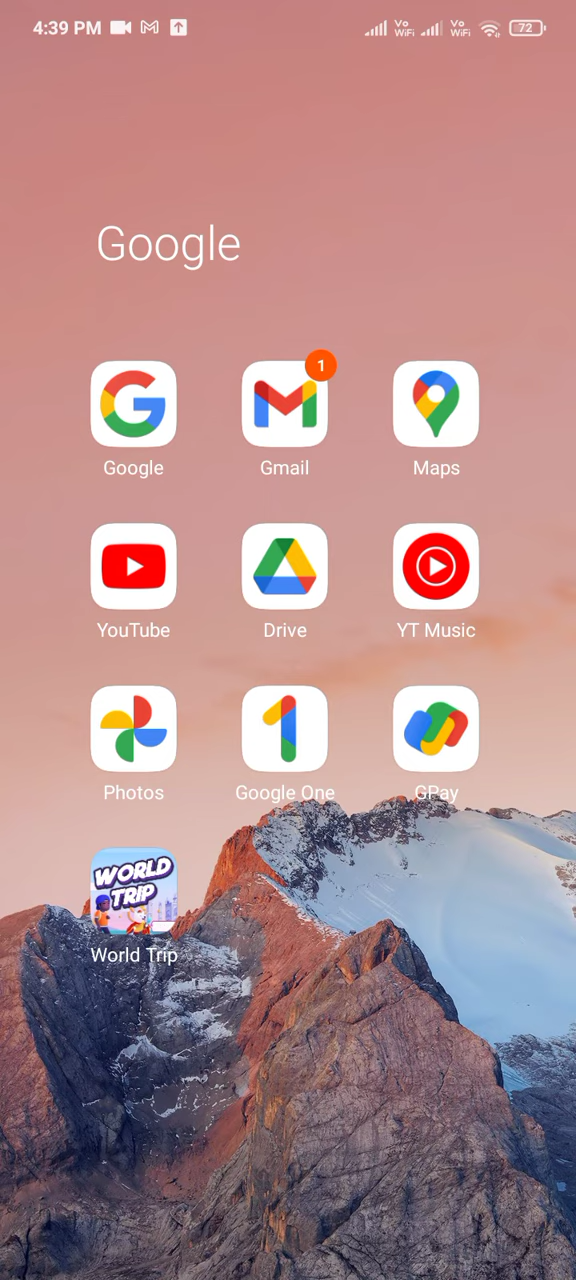 4:39 PM
Vo
WiFi
Vo
WiFi
72
Google
1
Google
Gmail
Maps
YouTube
Drive
YT Music
Photos
Google One
GPay
WORLD
TRIP
World Trip